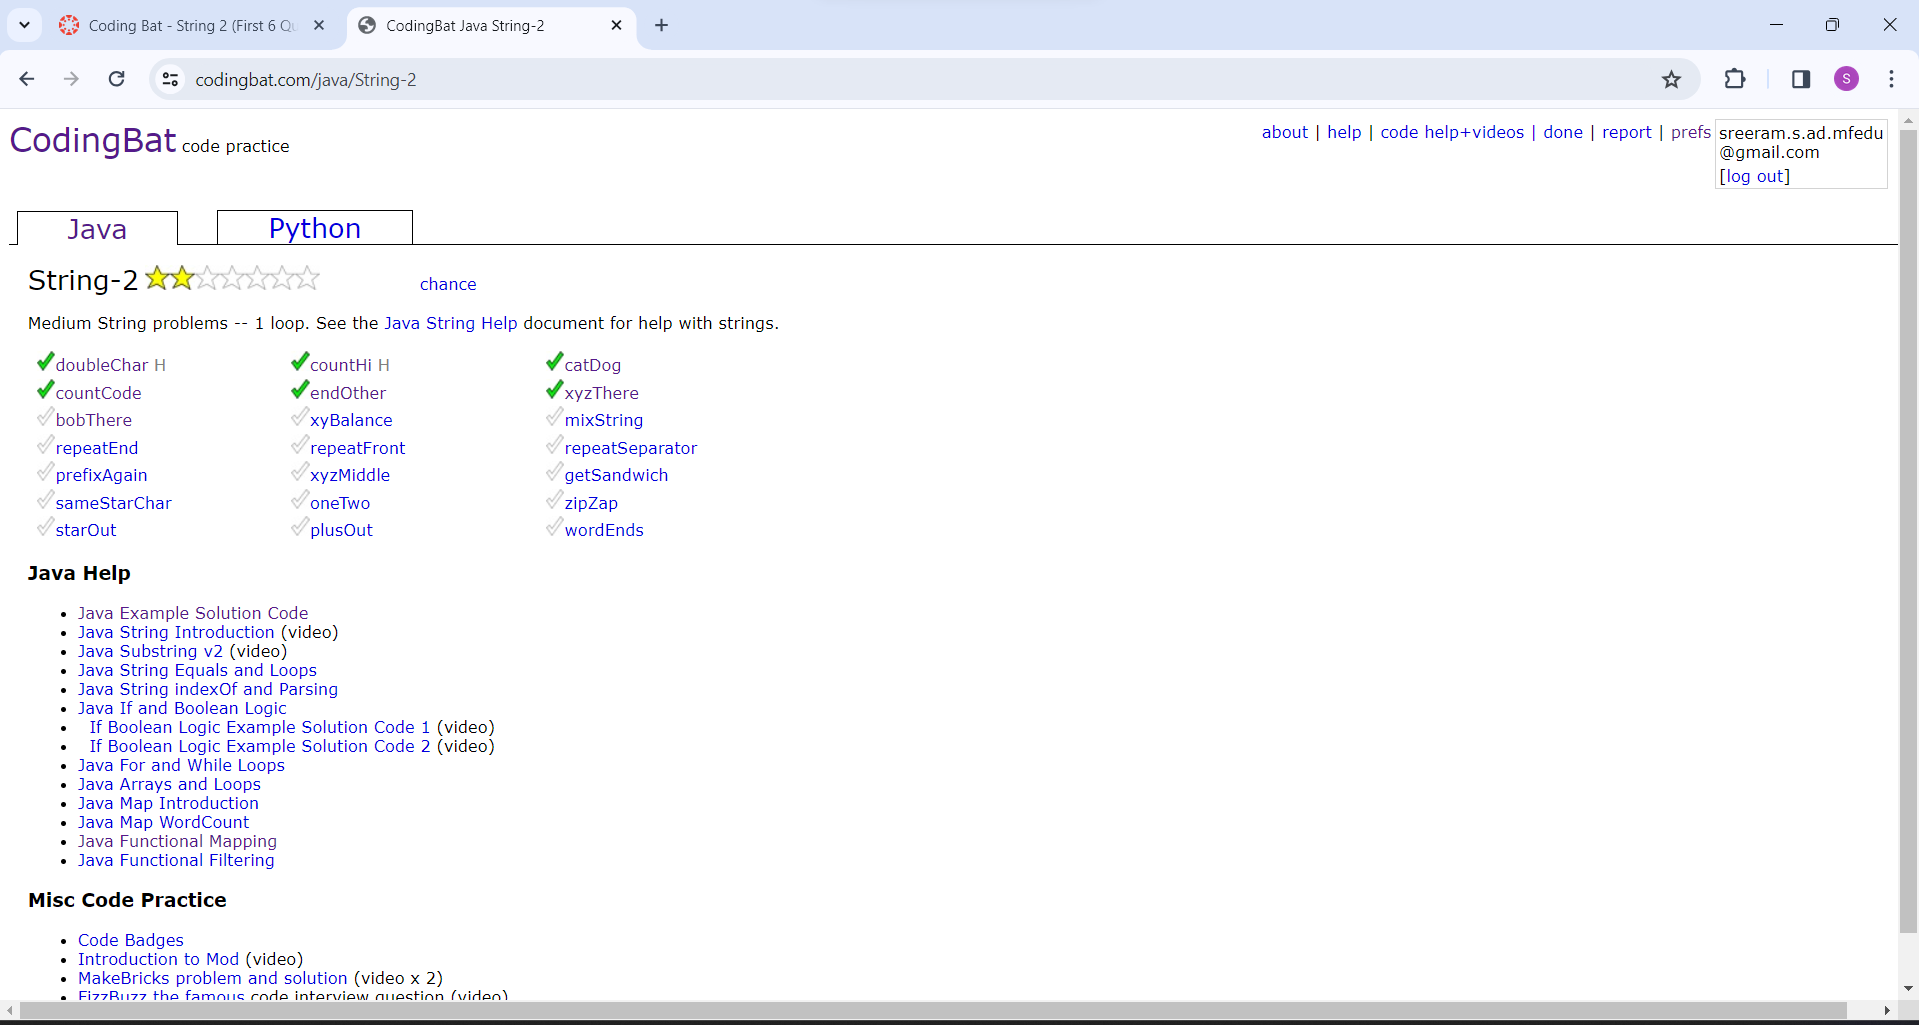 Coding Bat - String 2 (First 6 Qu
CodingBat Java String-2
codingbat.com/java/String-2
S
CodingBat code practice
about | help | code help+videos | done | report | prefs
sreeram.s.ad.mfedu
@gmail.com
[log out]
Java
Python
String-2
chance
Medium String problems -- 1 loop. See the Java String Help document for help with strings.
doubleChar H countHi H catDog
countCode endOther xyzThere
bobThere xyBalance mixString
repeatEnd repeatFront repeatSeparator
prefixAgain xyzMiddle getSandwich
sameStarChar oneTwo zipZap
starOut plusOut wordEnds
Java Help
• Java Example Solution Code
• Java String Introduction (video)
• Java Substring v2 (video)
• Java String Equals and Loops
• Java String indexOf and Parsing
• Java If and Boolean Logic
• If Boolean Logic Example Solution Code 1 (video)
• If Boolean Logic Example Solution Code 2 (video)
• Java For and While Loops
• Java Arrays and Loops
• Java Map Introduction
• Java Map WordCount
• Java Functional Mapping
• Java Functional Filtering
Misc Code Practice
• Code Badges
• Introduction to Mod (video)
• MakeBricks problem and solution (video x 2)
• FizzBuzz the famous code interview question (video)